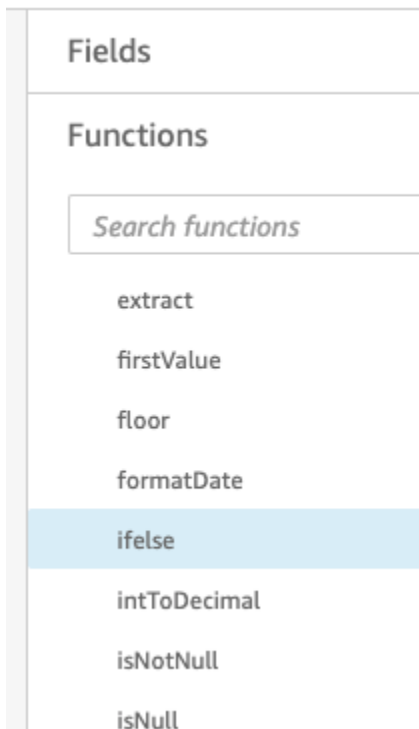 Fields
Functions
Search functions
extract
firstValue
floor
formatDate
ifelse
intToDecimal
isNotNull
isNull